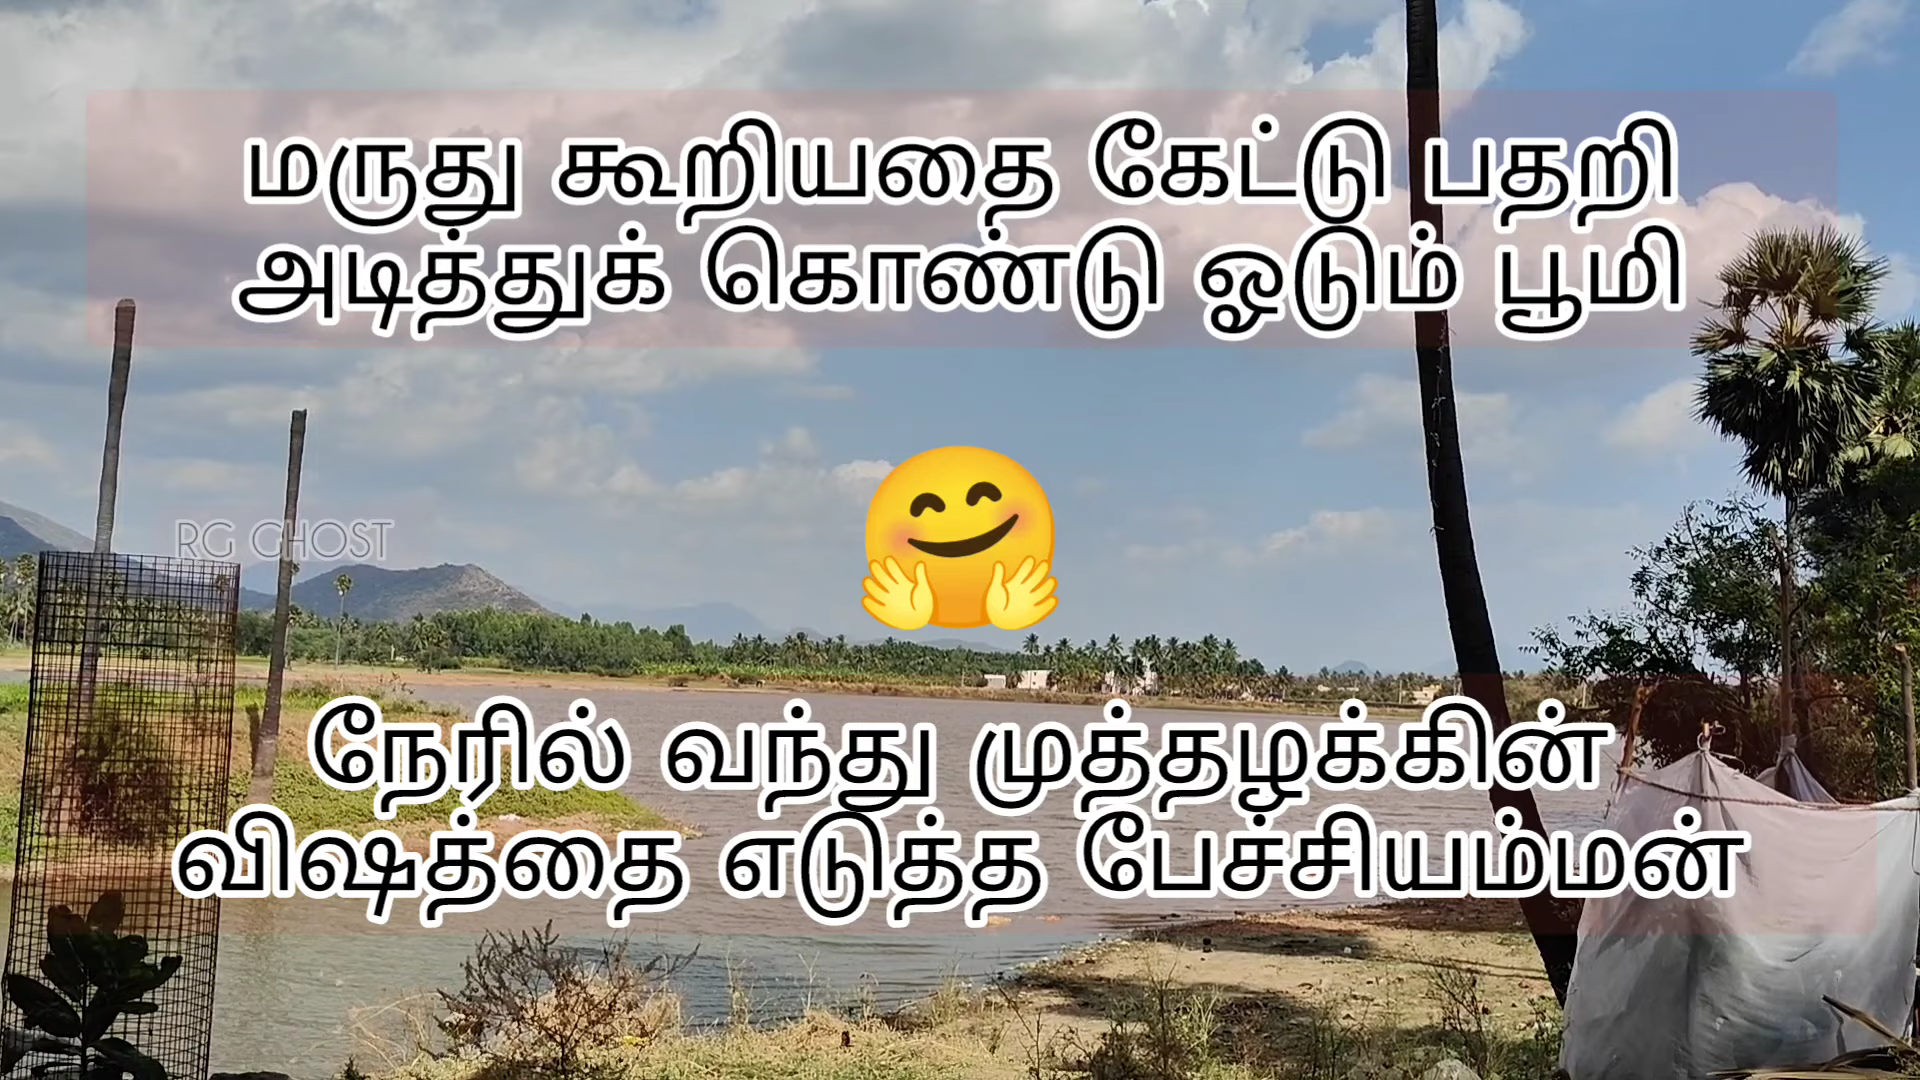 மருது கூறியதை கேட்டு பதறி
அடித்துக் கொண்டு ஓடும் பூமி
RG GHOST
நேரில் வந்து முத்தழக்கின்
விஷத்தை எடுத்த பேச்சியம்மன்